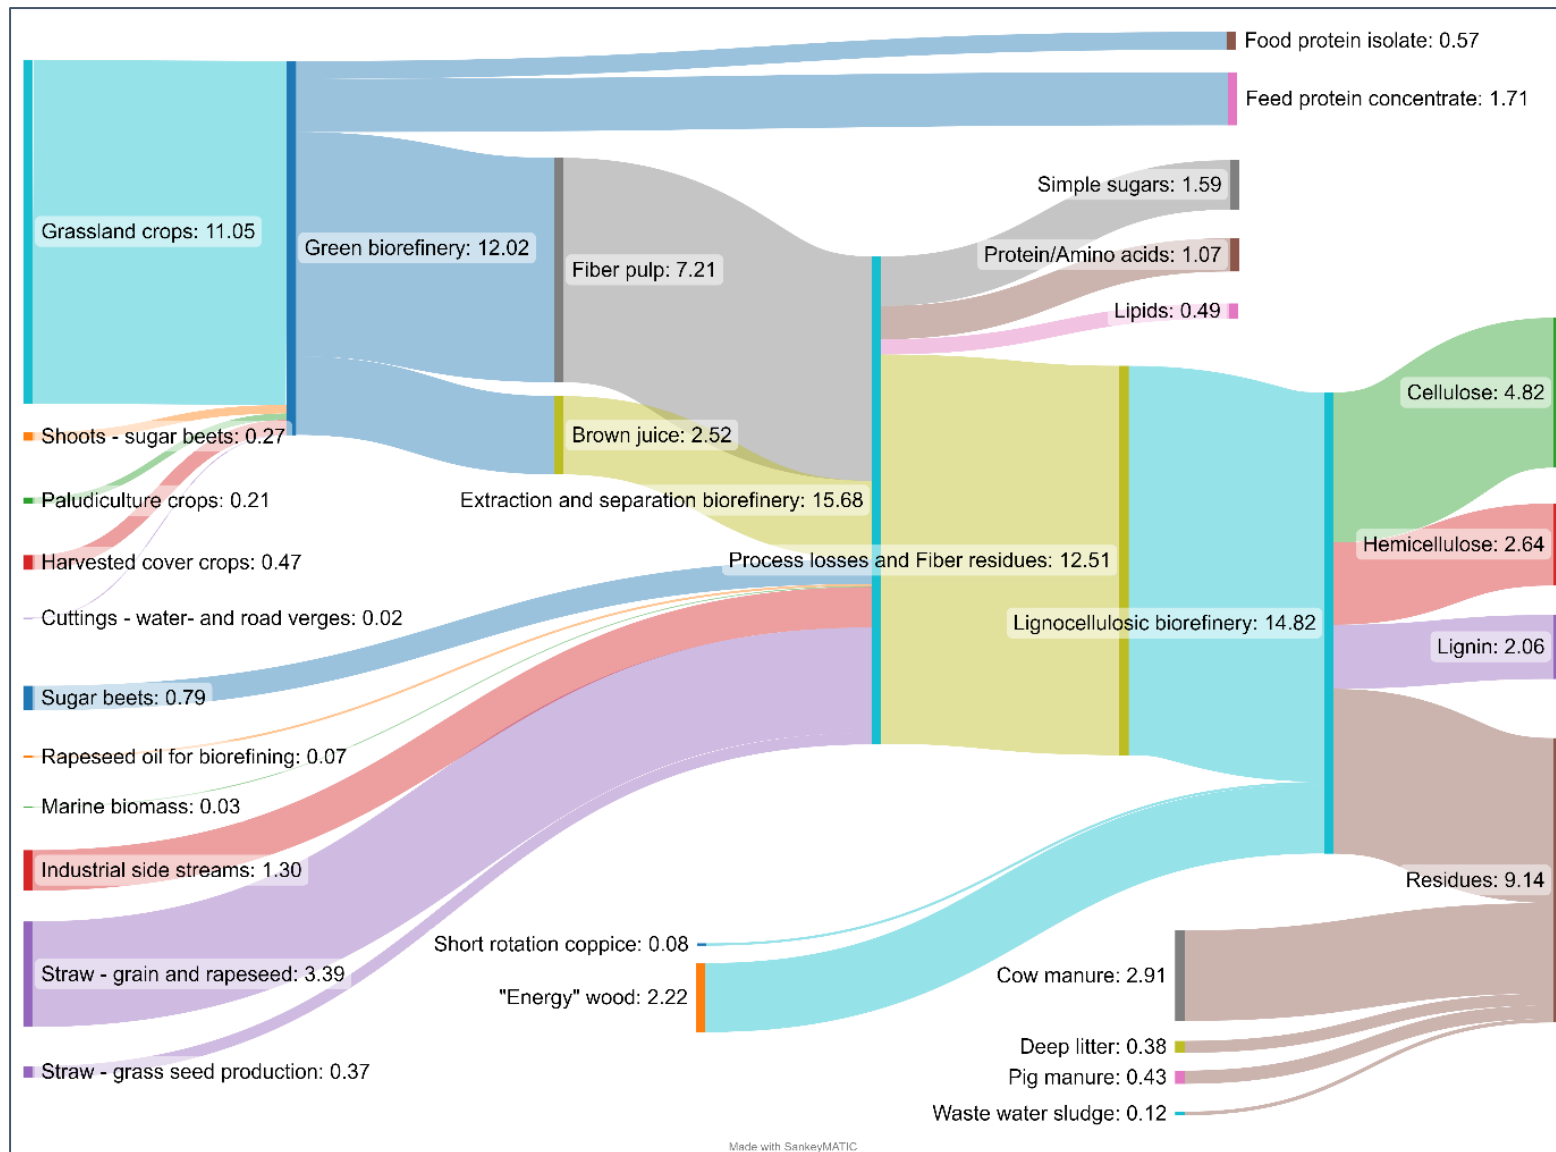 Food protein isolate: 0.57
Feed protein concentrate: 1.71
Simple sugars: 1.59
Grassland crops: 11.05
Green biorefinery: 12.02
Fiber pulp: 7.21
Protein/Amino acids: 1.07
Lipids: 0.49
Cellulose: 4.82
Shoots - sugar beets: 0.27
Brown juice: 2.52
Paludiculture crops: 0.21
Extraction and separation biorefinery: 15.68
Harvested cover crops: 0.47
Process losses and Fiber residues: 12.51
Hemicellulose: 2.64
Cuttings - water- and road verges: 0.02
Lignocellulosic biorefinery: 14.82
Lignin: 2.06
Sugar beets: 0.79
Rapeseed oil for biorefining: 0.07
Marine biomass: 0.03
Industrial side streams: 1.30
Residues: 9.14
Short rotation coppice: 0.08
Straw - grain and rapeseed: 3.39
Cow manure: 2.91
"Energy" wood: 2.22
Deep litter: 0.38
Straw - grass seed production: 0.37
Pig manure: 0.43
Waste water sludge: 0.12
Made with SankeyMATIC